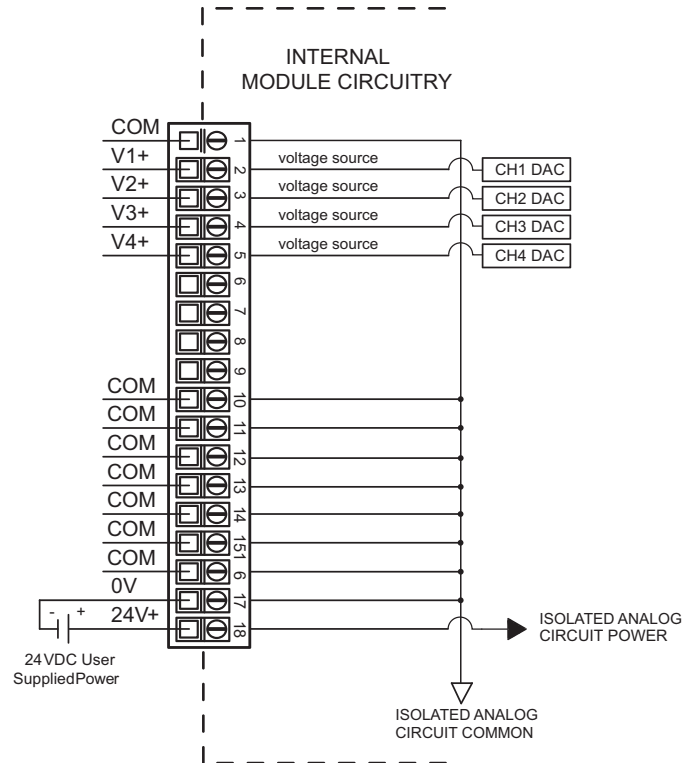 INTERNAL
MODULE CIRCUITRY
COM
1
V1+
2
voltage source
CH1 DAC
V2+
3
voltage source
CH2 DAC
V3+
4
voltage source
CH3 DAC
V4+
5
voltage source
CH4 DAC
6
7
8
9
COM
10
COM
11
COM
12
COM
13
COM
14
COM
151
COM
6
0V
17
- +
24V+
18
ISOLATED ANALOG
CIRCUIT POWER
24VDC User
SuppliedPower
ISOLATED ANALOG
CIRCUIT COMMON